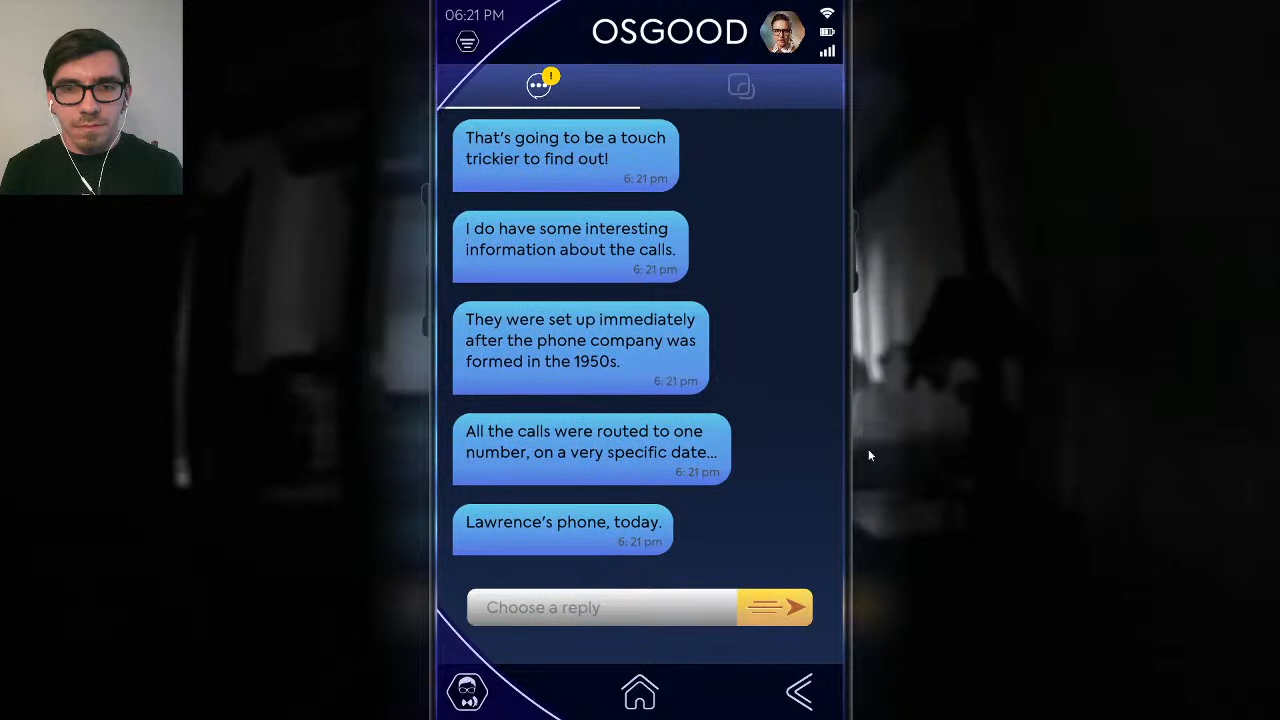 06:21 PM
OSGOOD
!
That's going to be a touch
trickier to find out!
6: 21 pm
I do have some interesting
information about the calls.
6: 21 pm
They were set up immediately
after the phone company was
formed in the 1950s.
6: 21 pm
All the calls were routed to one
number, on a very specific date...
6: 21 pm
Lawrence's phone, today.
6: 21 pm
Choose a reply